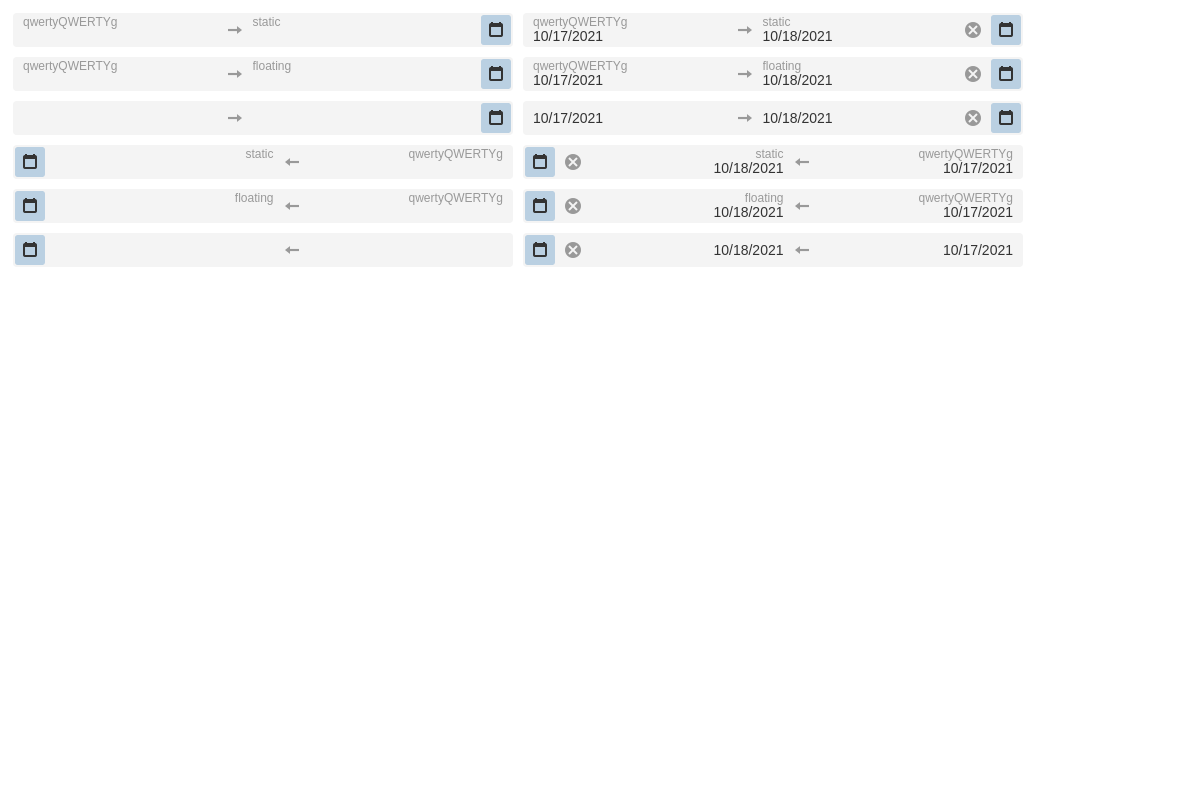 qwertyQWERTYg static qwertyQWERTYg static
10/17/2021 10/18/2021
qwertyQWERTYg floating qwertyQWERTYg floating
10/17/2021 10/18/2021
10/17/2021 10/18/2021
static qwertyQWERTYg static qwertyQWERTYg
10/18/2021 10/17/2021
floating qwertyQWERTYg floating qwertyQWERTYg
10/18/2021 10/17/2021
10/18/2021 10/17/2021